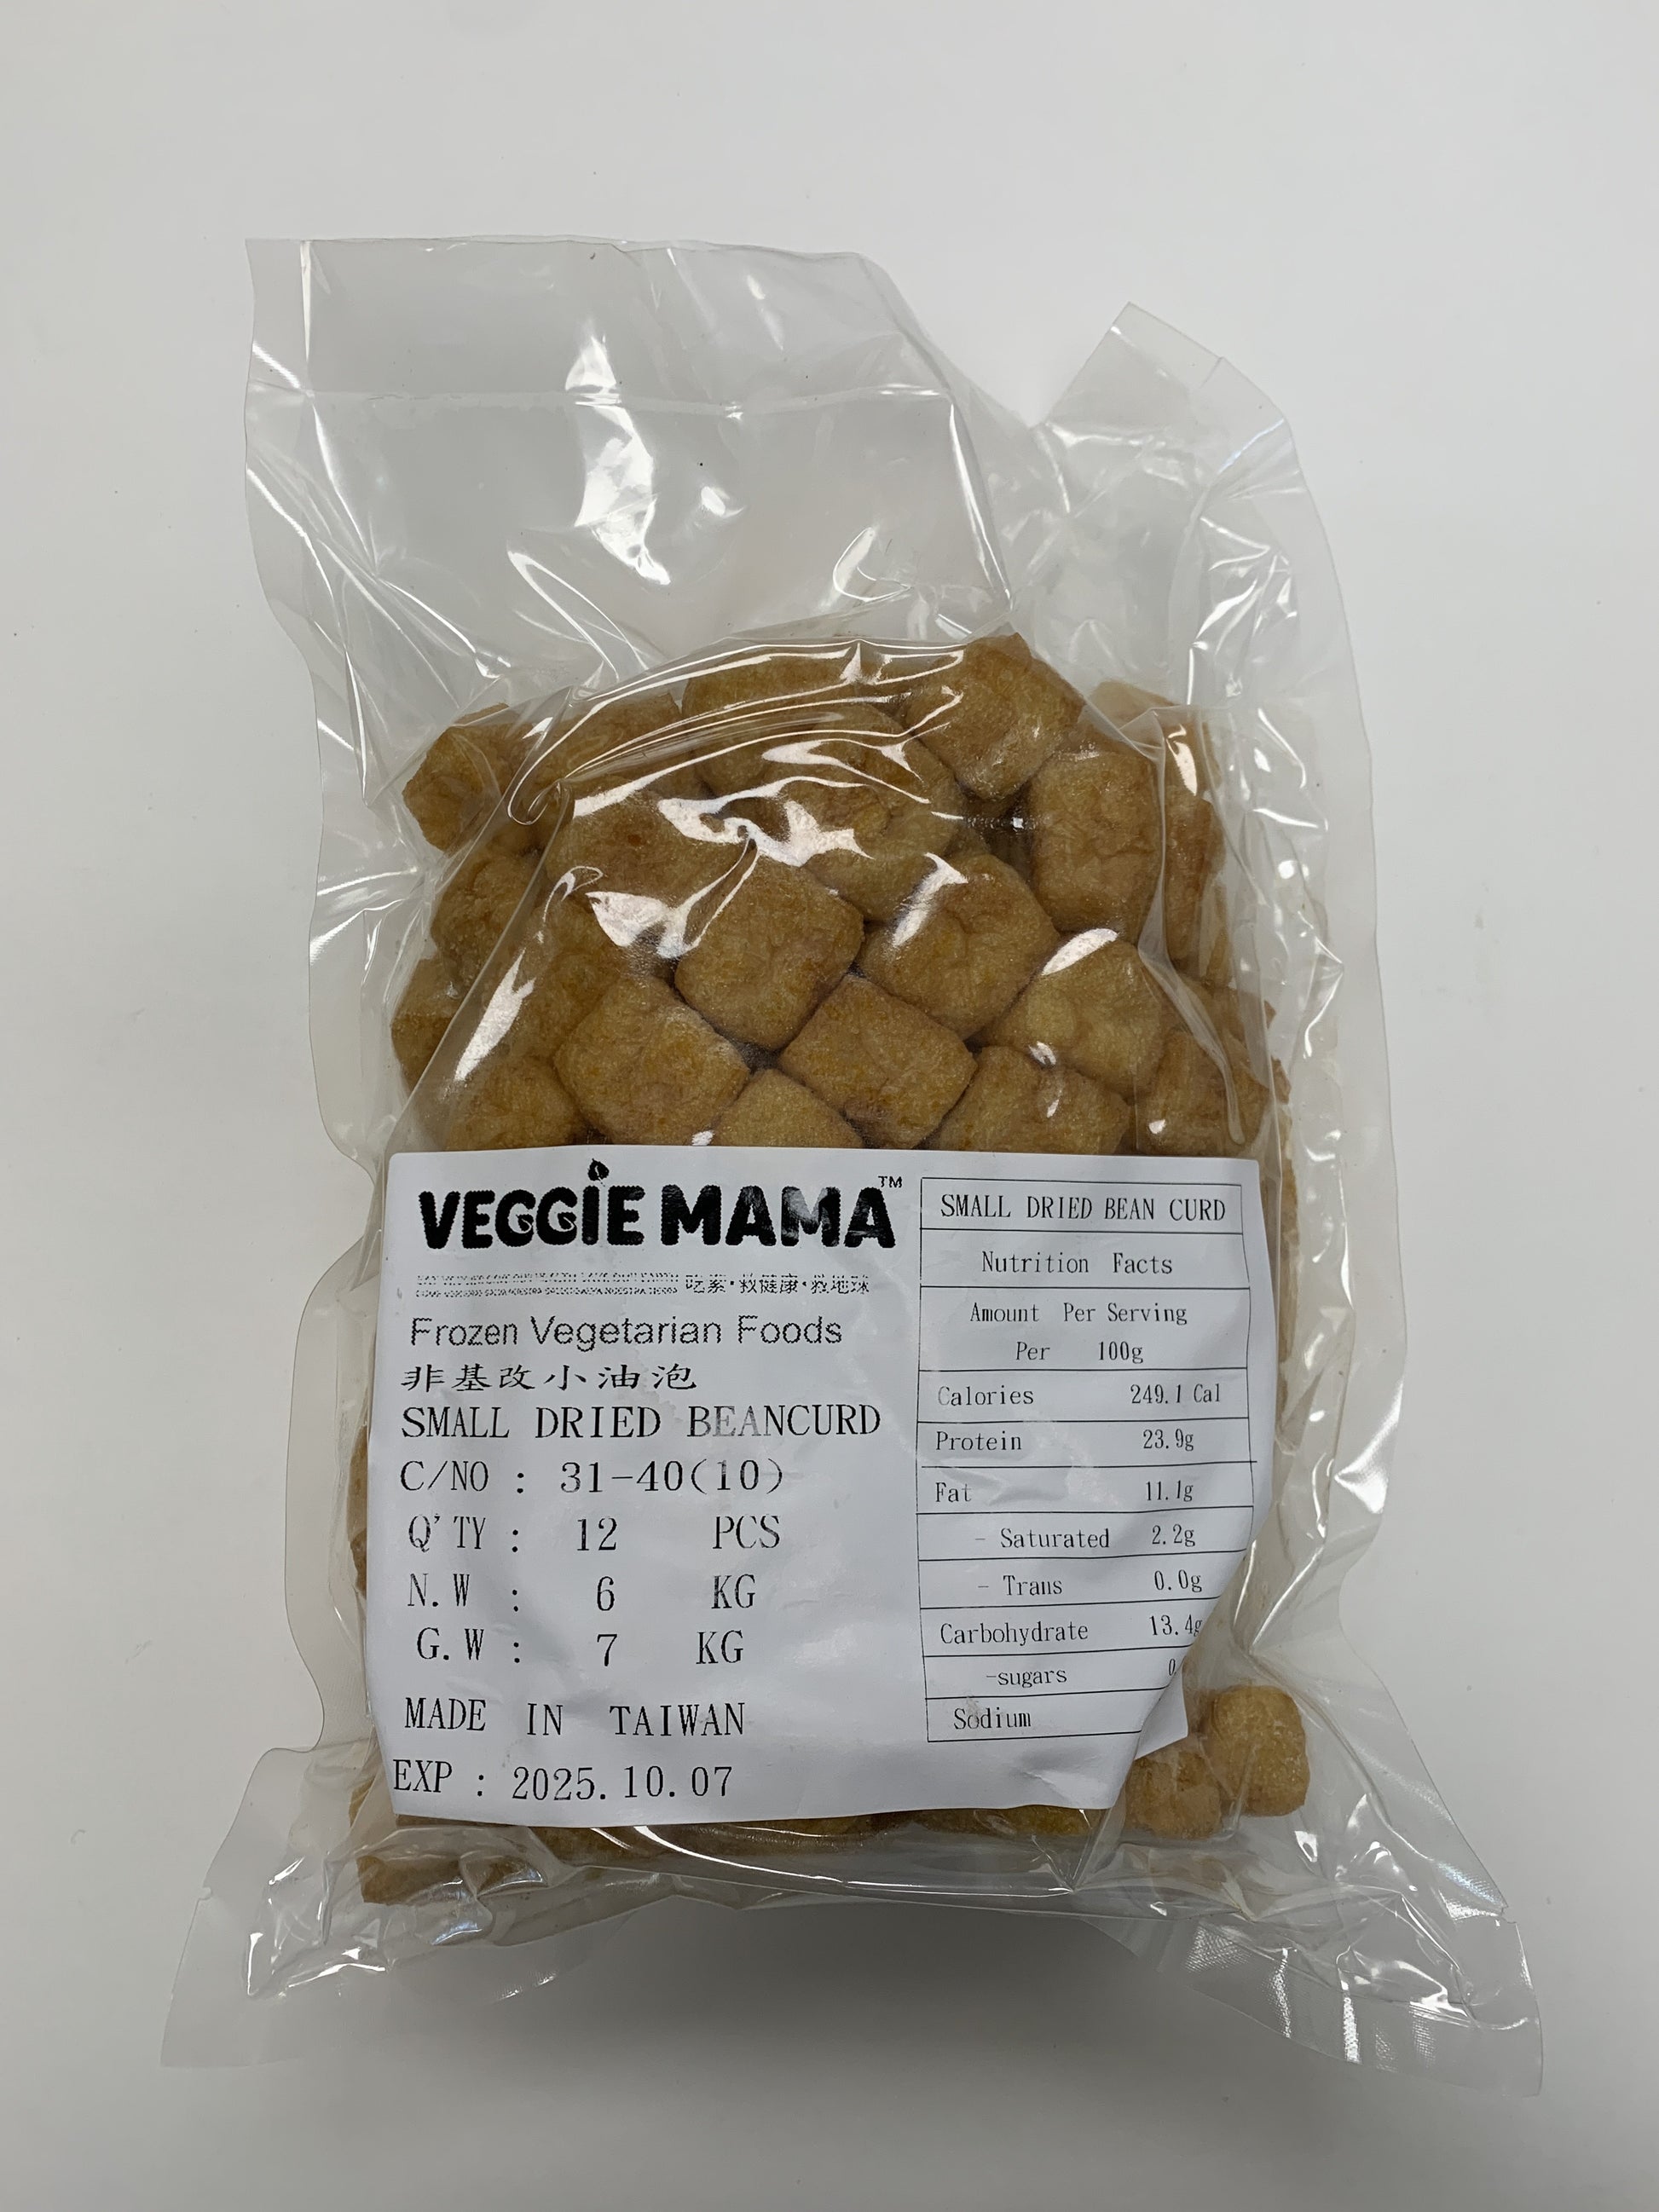 VEGGiE MAMA™
吃素·救健康·救地球
Frozen Vegetarian Foods
非基改小油泡
SMALL DRIED BEANCURD
C/NO : 31-40(10)
Q'TY : 12 PCS
N.W : 6 KG
G.W : 7 KG
MADE IN TAIWAN
EXP : 2025.10.07
SMALL DRIED BEAN CURD
Nutrition Facts
Amount Per Serving
Per 100g
Calories 249.1 Cal
Protein 23.9g
Fat 11.1g
- Saturated 2.2g
- Trans 0.0g
Carbohydrate 13.4g
-sugars
Sodium